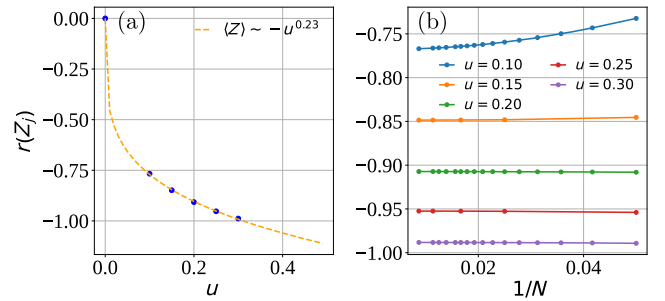 (a)
⟨Z⟩ ∼ −u^0.23
0.00
−0.25
−0.50
−0.75
−1.00
r(Z_j)
0.0
0.2
0.4
u
(b)
−0.75
−0.80
−0.85
−0.90
−0.95
−1.00
u = 0.10
u = 0.15
u = 0.20
u = 0.25
u = 0.30
0.02
0.04
1/N